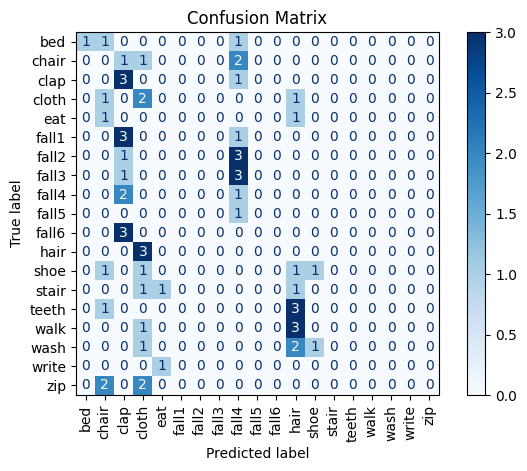 Confusion Matrix
True label
bed 1 1 0 0 0 0 0 0 1 0 0 0 0 0 0 0 0 0 0
chair 0 0 1 1 0 0 0 0 2 0 0 0 0 0 0 0 0 0 0
clap 0 0 3 0 0 0 0 0 1 0 0 0 0 0 0 0 0 0 0
cloth 0 1 0 2 0 0 0 0 0 0 0 1 0 0 0 0 0 0 0
eat 0 1 0 0 0 0 0 0 0 0 0 1 0 0 0 0 0 0 0
fall1 0 0 3 0 0 0 0 0 1 0 0 0 0 0 0 0 0 0 0
fall2 0 0 1 0 0 0 0 0 3 0 0 0 0 0 0 0 0 0 0
fall3 0 0 1 0 0 0 0 0 3 0 0 0 0 0 0 0 0 0 0
fall4 0 0 2 0 0 0 0 0 1 0 0 0 0 0 0 0 0 0 0
fall5 0 0 0 0 0 0 0 0 1 0 0 0 0 0 0 0 0 0 0
fall6 0 0 3 0 0 0 0 0 0 0 0 0 0 0 0 0 0 0 0
hair 0 0 0 3 0 0 0 0 0 0 0 0 0 0 0 0 0 0 0
shoe 0 1 0 1 0 0 0 0 0 0 0 1 1 0 0 0 0 0 0
stair 0 0 0 1 1 0 0 0 0 0 0 1 0 0 0 0 0 0 0
teeth 0 1 0 0 0 0 0 0 0 0 0 3 0 0 0 0 0 0 0
walk 0 0 0 1 0 0 0 0 0 0 0 3 0 0 0 0 0 0 0
wash 0 0 0 1 0 0 0 0 0 0 0 2 1 0 0 0 0 0 0
write 0 0 0 0 1 0 0 0 0 0 0 0 0 0 0 0 0 0 0
zip 0 2 0 2 0 0 0 0 0 0 0 0 0 0 0 0 0 0 0
bed chair clap cloth eat fall1 fall2 fall3 fall4 fall5 fall6 hair shoe stair teeth walk wash write zip
Predicted label
3.0
2.5
2.0
1.5
1.0
0.5
0.0